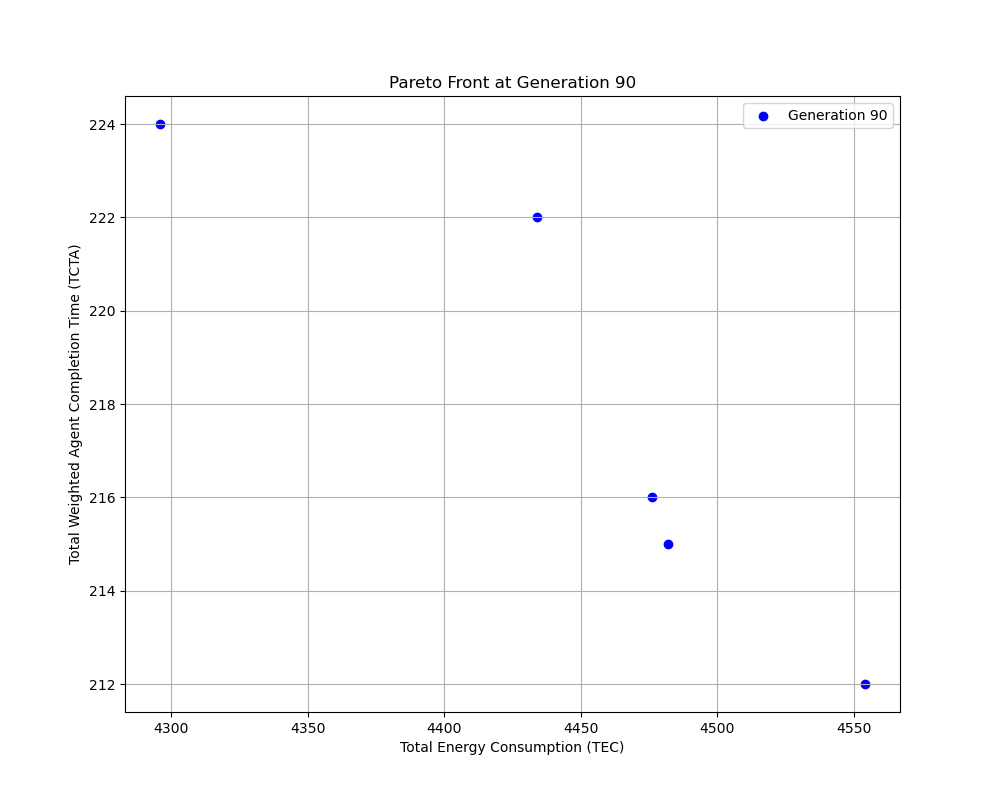 Pareto Front at Generation 90
Generation 90
Total Weighted Agent Completion Time (TCTA)
224
222
220
218
216
214
212
4300 4350 4400 4450 4500 4550
Total Energy Consumption (TEC)